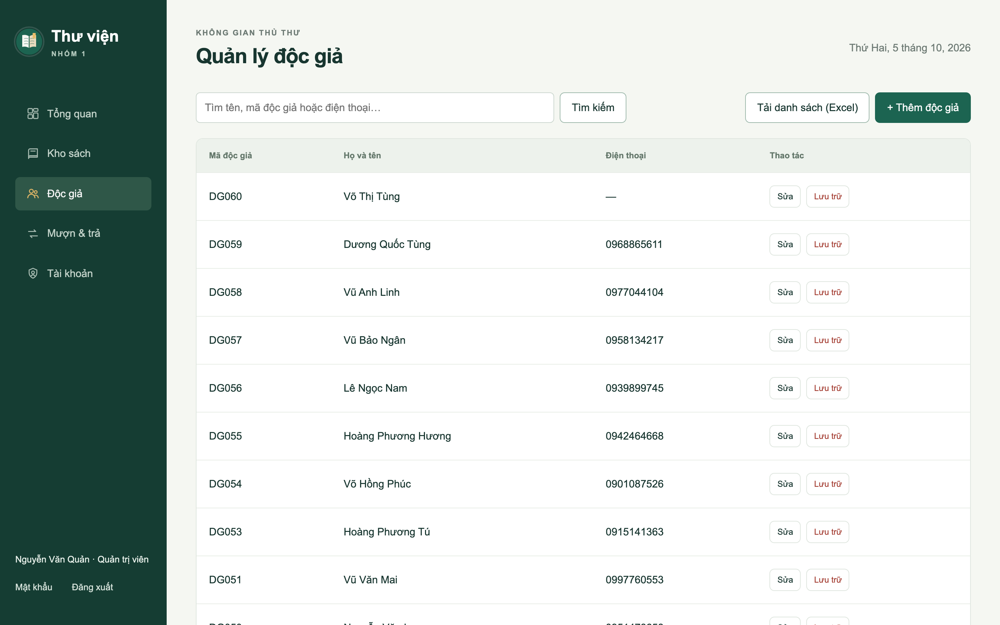 Thư viện
NHÓM 1
Tổng quan
Kho sách
Độc giả
Mượn & trả
Tài khoản
Nguyễn Văn Quản · Quản trị viên
Mật khẩu Đăng xuất
KHÔNG GIAN THỦ THƯ
Quản lý độc giả
Thứ Hai, 5 tháng 10, 2026
Tìm tên, mã độc giả hoặc điện thoại… Tìm kiếm Tải danh sách (Excel) + Thêm độc giả
Mã độc giả Họ và tên Điện thoại Thao tác
DG060 Võ Thị Tùng — Sửa Lưu trữ
DG059 Dương Quốc Tùng 0968865611 Sửa Lưu trữ
DG058 Vũ Anh Linh 0977044104 Sửa Lưu trữ
DG057 Vũ Bảo Ngân 0958134217 Sửa Lưu trữ
DG056 Lê Ngọc Nam 0939899745 Sửa Lưu trữ
DG055 Hoàng Phương Hương 0942464668 Sửa Lưu trữ
DG054 Võ Hồng Phúc 0901087526 Sửa Lưu trữ
DG053 Hoàng Phương Tú 0915141363 Sửa Lưu trữ
DG051 Vũ Văn Mai 0997760553 Sửa Lưu trữ